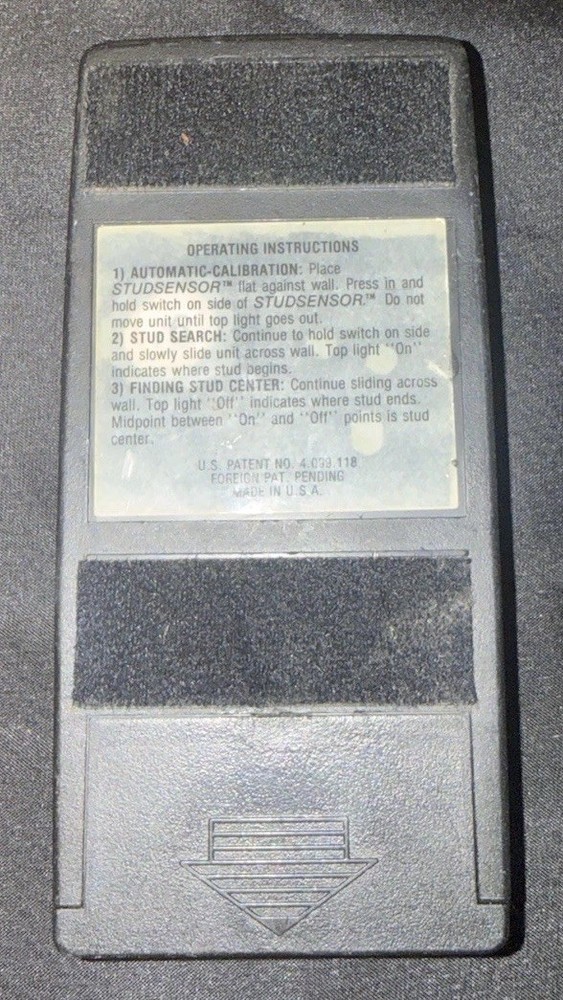 OPERATING INSTRUCTIONS
1) AUTOMATIC-CALIBRATION: Place
STUDSENSOR™ flat against wall. Press in and
hold switch on side of STUDSENSOR.™ Do not
move unit until top light goes out.
2) STUD SEARCH: Continue to hold switch on side
and slowly slide unit across wall. Top light "On"
indicates where stud begins.
3) FINDING STUD CENTER: Continue sliding across
wall. Top light "Off" indicates where stud ends.
Midpoint between "On" and "Off" points is stud
center.
U.S. PATENT NO. 4,099,118
FOREIGN PAT. PENDING
MADE IN U.S.A.